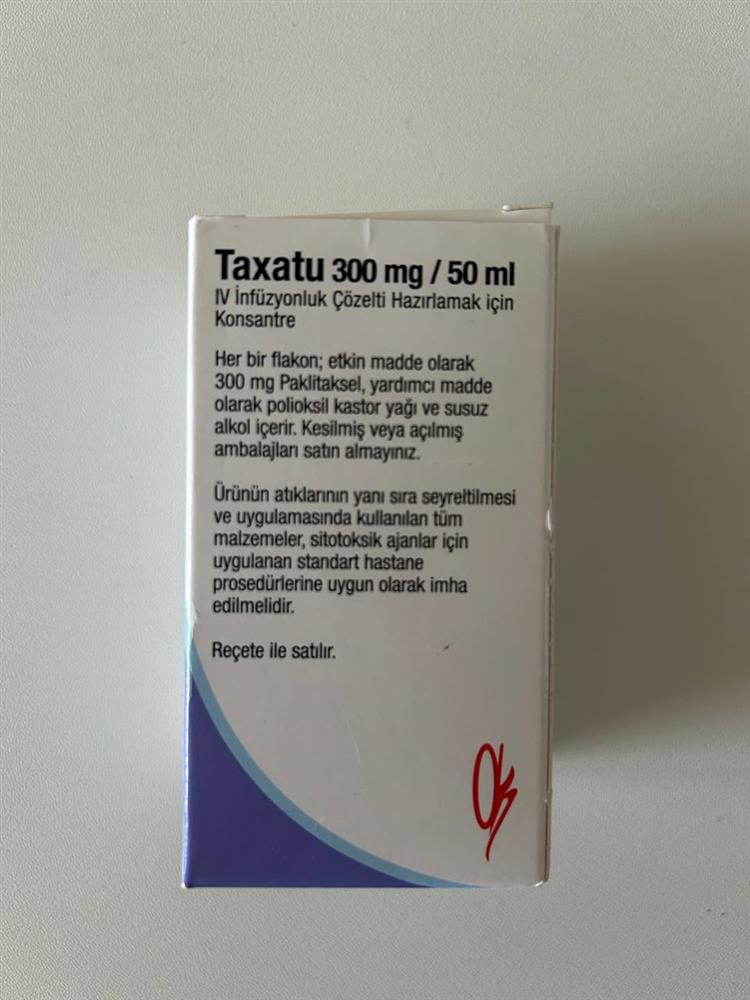 Taxatu 300 mg / 50 ml
IV İnfüzyonluk Çözelti Hazırlamak için
Konsantre
Her bir flakon; etkin madde olarak
300 mg Paklitaksel, yardımcı madde
olarak polioksil kastor yağı ve susuz
alkol içerir. Kesilmiş veya açılmış
ambalajları satın almayınız.
Ürünün atıklarının yanı sıra seyreltilmesi
ve uygulamasında kullanılan tüm
malzemeler, sitotoksik ajanlar için
uygulanan standart hastane
prosedürlerine uygun olarak imha
edilmelidir.
Reçete ile satılır.